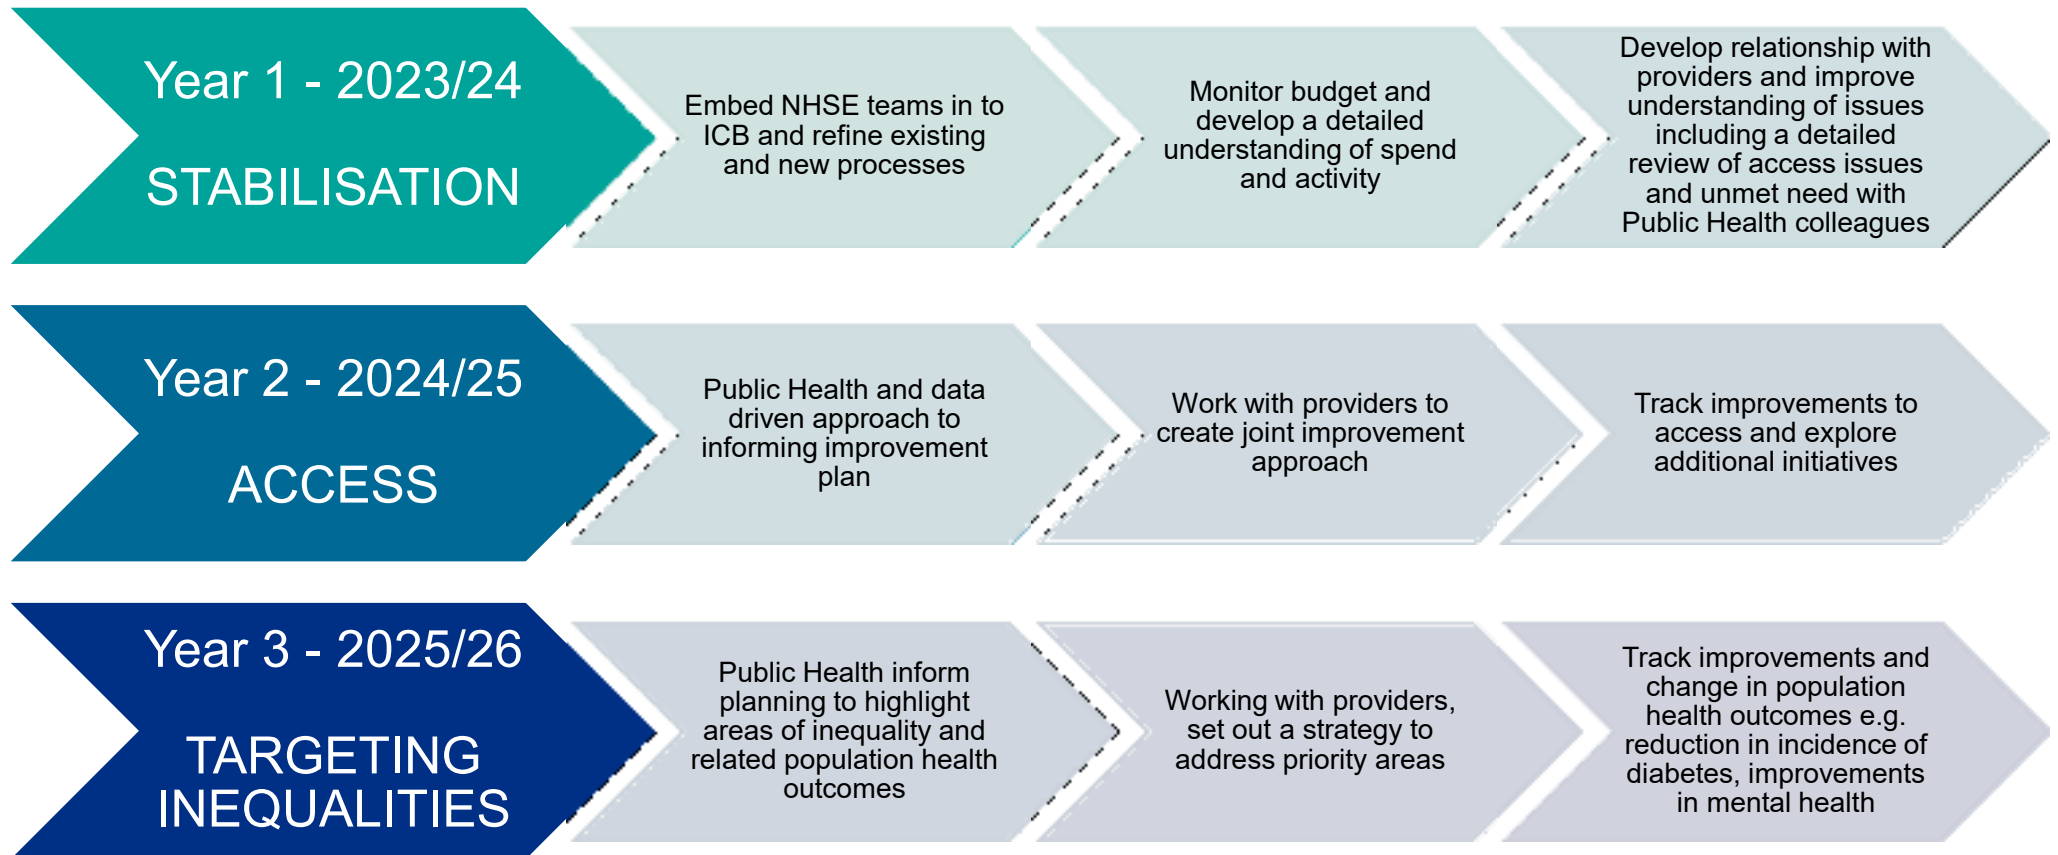 Year 1 - 2023/24
STABILISATION
Embed NHSE teams in to
ICB and refine existing
and new processes
Monitor budget and
develop a detailed
understanding of spend
and activity
Develop relationship with
providers and improve
understanding of issues
including a detailed
review of access issues
and unmet need with
Public Health colleagues
Year 2 - 2024/25
ACCESS
Public Health and data
driven approach to
informing improvement
plan
Work with providers to
create joint improvement
approach
Track improvements to
access and explore
additional initiatives
Year 3 - 2025/26
TARGETING
INEQUALITIES
Public Health inform
planning to highlight
areas of inequality and
related population health
outcomes
Working with providers,
set out a strategy to
address priority areas
Track improvements and
change in population
health outcomes e.g.
reduction in incidence of
diabetes, improvements
in mental health